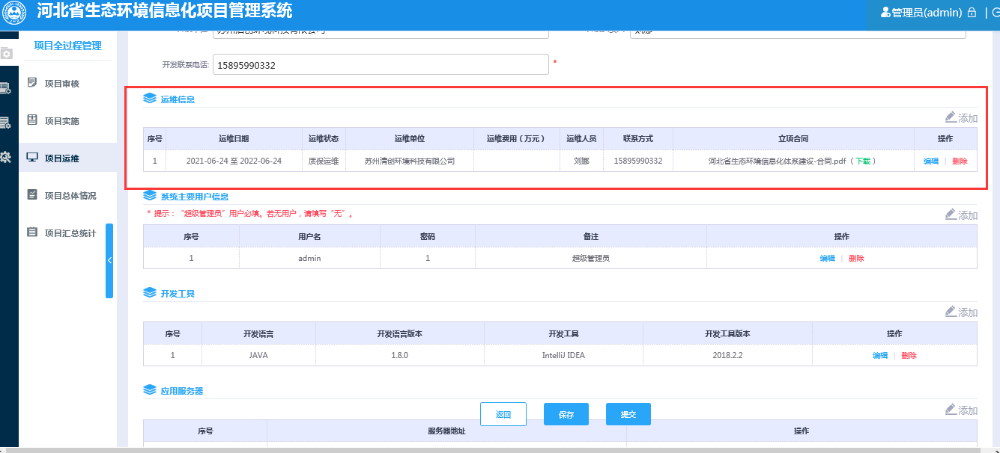 河北省生态环境信息化项目管理系统
管理员(admin)
项目全过程管理
项目审核
项目实施
项目运维
项目总体情况
项目汇总统计
开发联系电话: 15895990332 *
运维信息
添加
序号 运维日期 运维状态 运维单位 运维费用（万元） 运维人员 联系方式 立项合同 操作
1 2021-06-24 至 2022-06-24 质保运维 苏州清创环境科技有限公司 刘娜 15895990332 河北省生态环境信息化体系建设-合同.pdf（下载） 编辑 | 删除
系统主要用户信息
* 提示：“超级管理员”用户必填。若无用户，请填写“无”。
添加
序号 用户名 密码 备注 操作
1 admin 1 超级管理员 编辑 | 删除
开发工具
添加
序号 开发语言 开发语言版本 开发工具 开发工具版本 操作
1 JAVA 1.8.0 IntelliJ IDEA 2018.2.2 编辑 | 删除
应用服务器
返回 保存 提交
添加
序号 服务器地址 操作